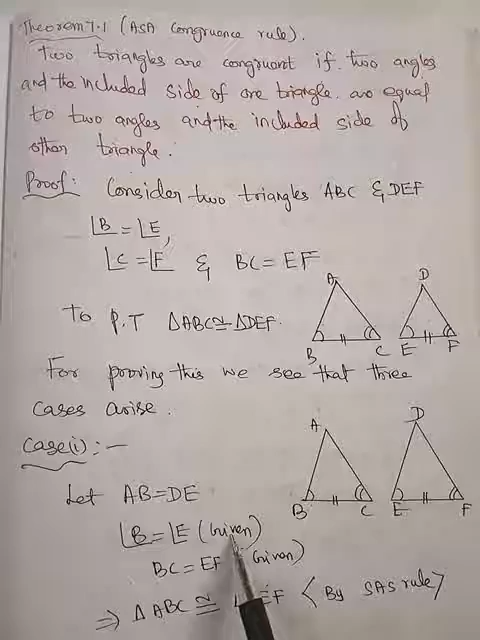 Theorem 7.1 (ASA Congruence rule).
Two triangles are congruent if two angles
and the included side of one triangle are equal
to two angles and the included side of
other triangle.
Proof: Consider two triangles ABC & DEF
∠B = ∠E,
∠C = ∠F & BC = EF
To P.T ΔABC ≅ ΔDEF.
A D
B C E F
For proving this we see that three
cases arise.
Case(i): –
A D
B C E F
Let AB = DE
∠B = ∠E (Given)
BC = EF Given)
⇒ ΔABC ≅ EF (By SAS rule)